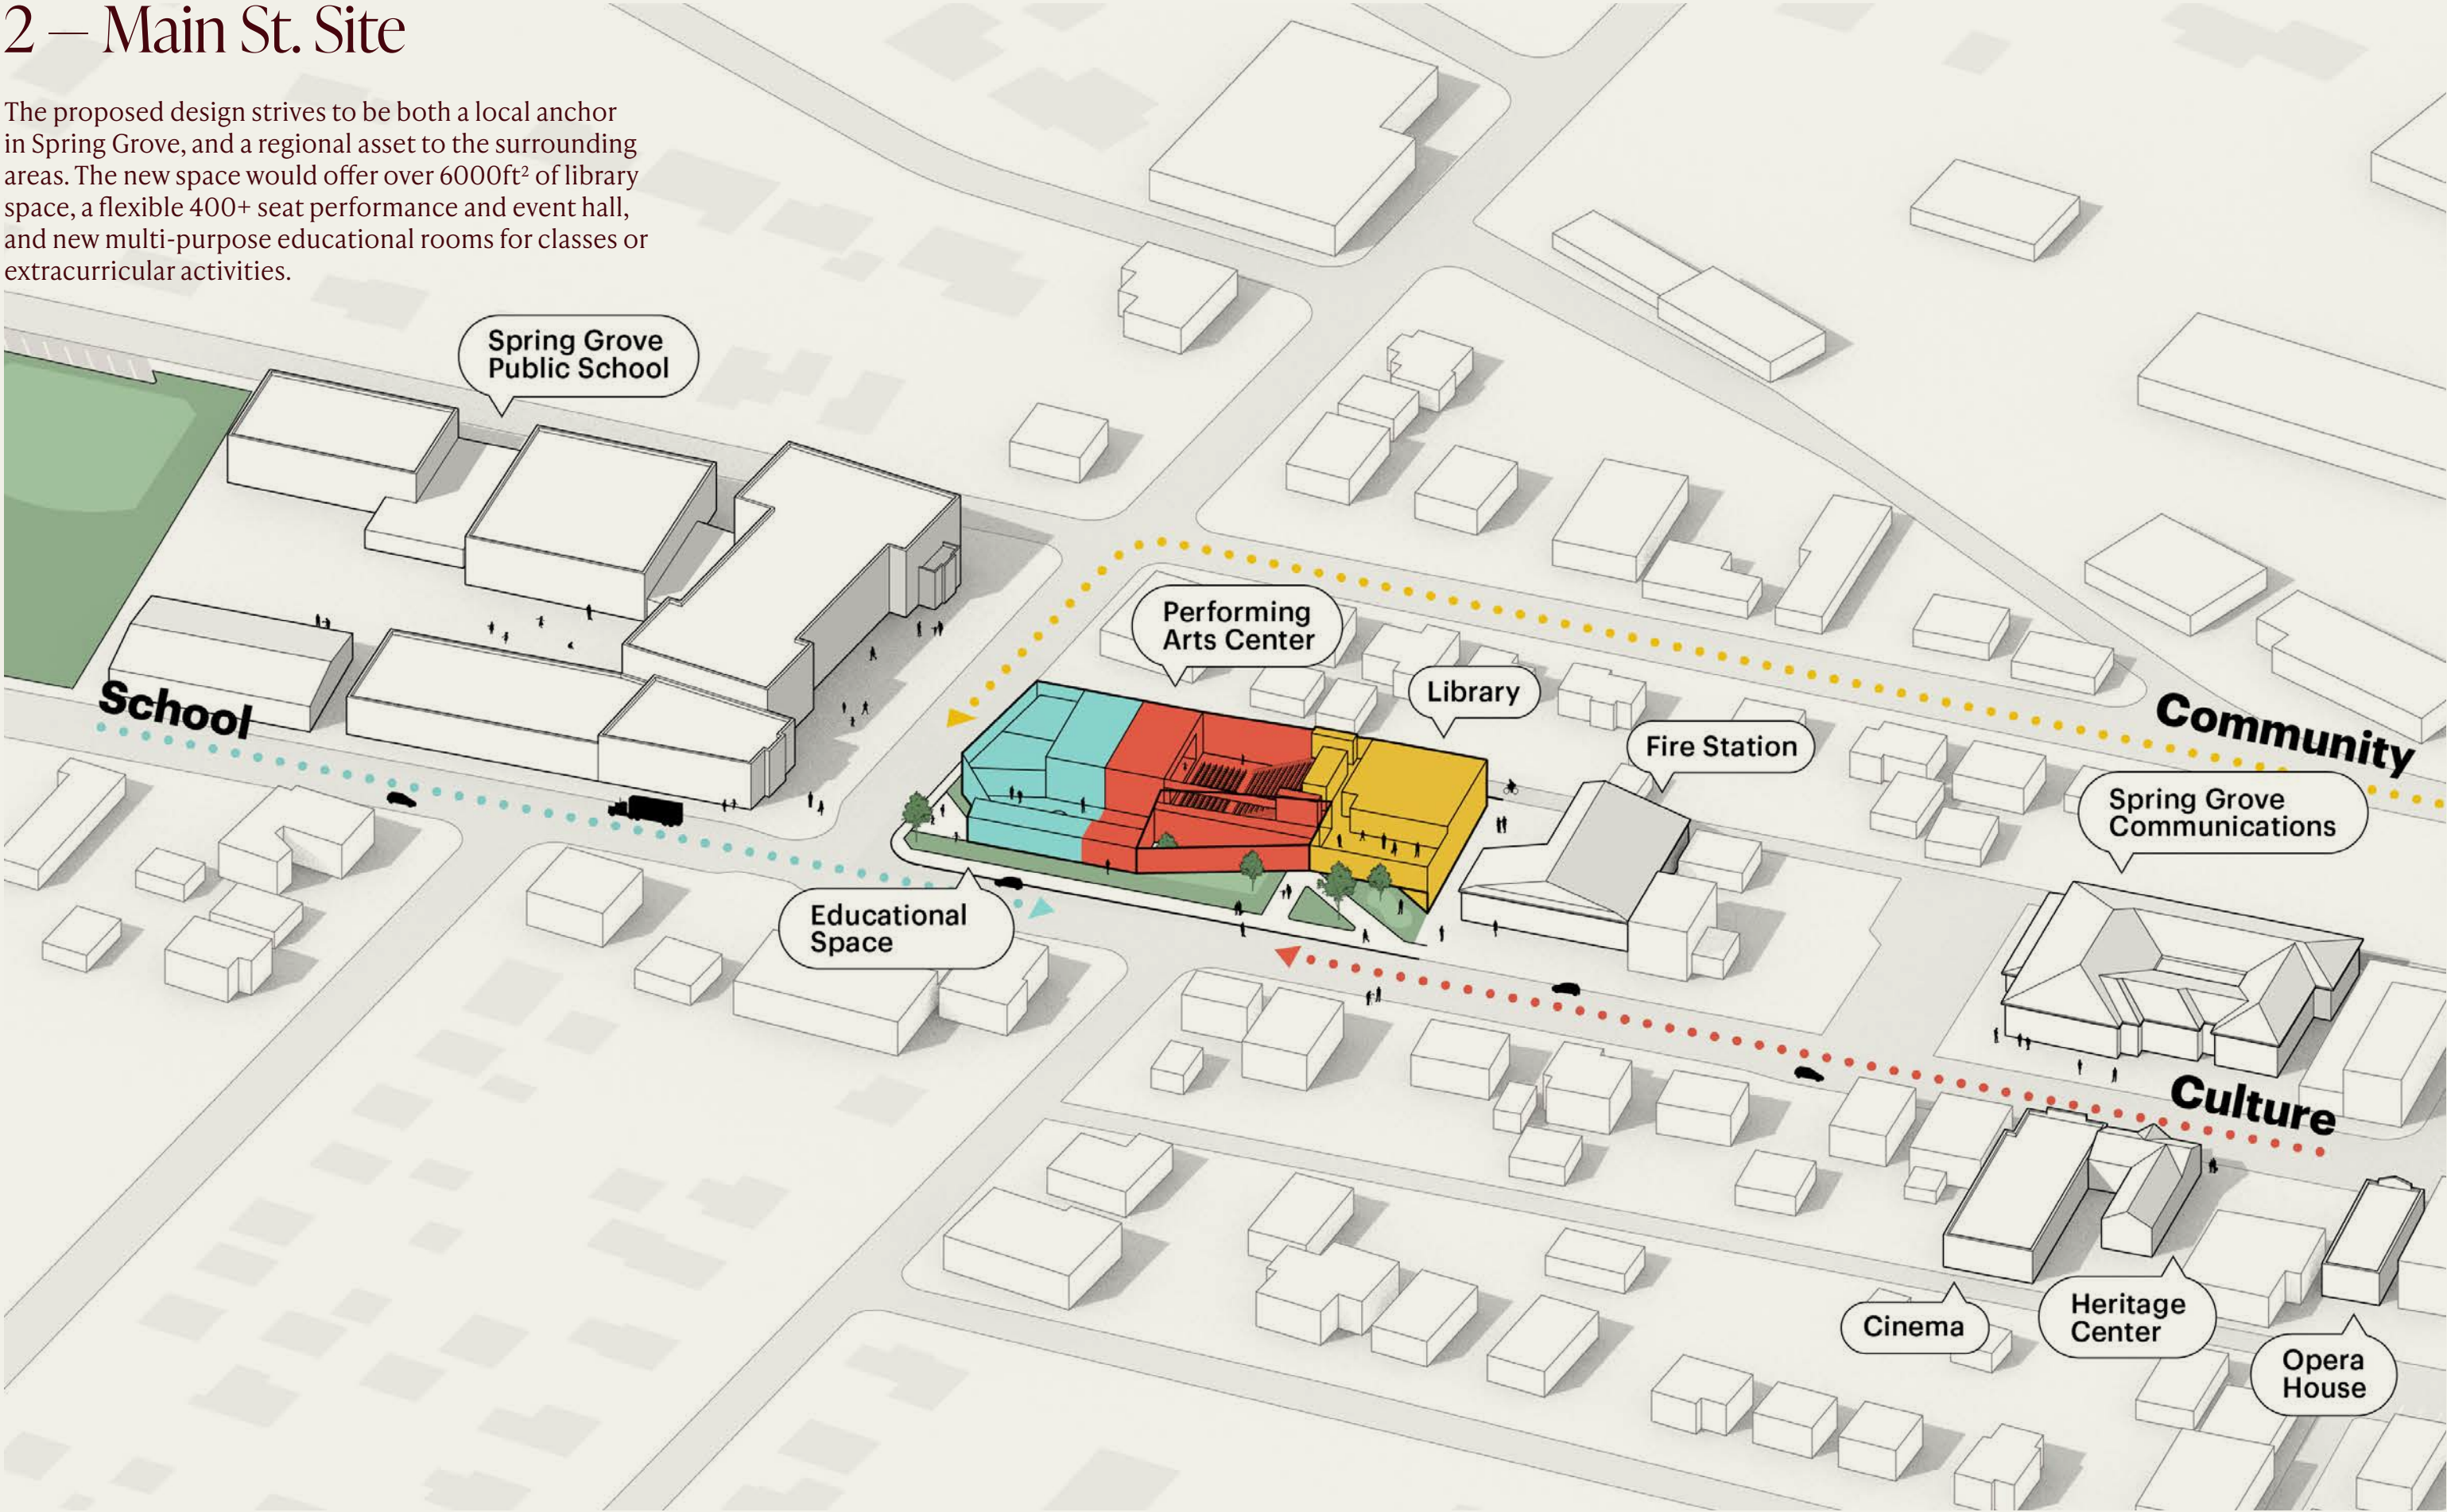 2 — Main St. Site
The proposed design strives to be both a local anchor
in Spring Grove, and a regional asset to the surrounding
areas. The new space would offer over 6000ft² of library
space, a flexible 400+ seat performance and event hall,
and new multi-purpose educational rooms for classes or
extracurricular activities.
Spring Grove
Public School
Performing
Arts Center
Library
Fire Station
School
Community
Spring Grove
Communications
Educational
Space
Culture
Cinema
Heritage
Center
Opera
House